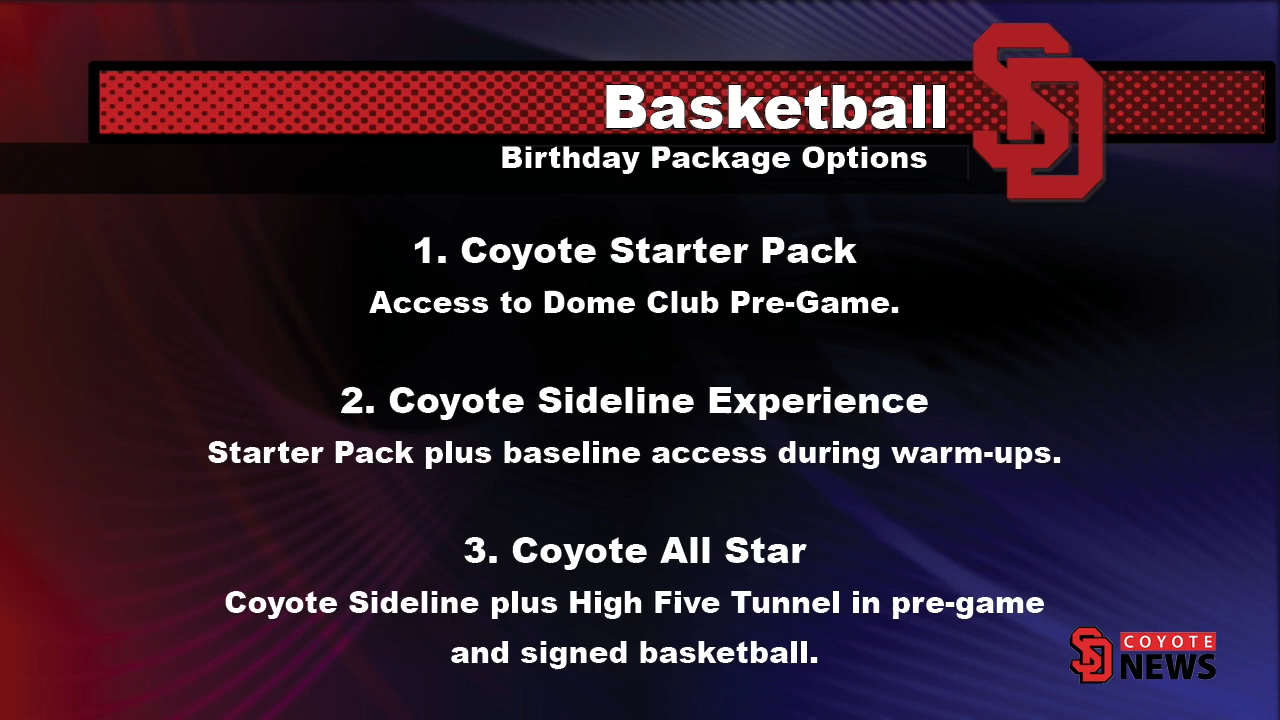 Basketball
Birthday Package Options
1. Coyote Starter Pack
Access to Dome Club Pre-Game.
2. Coyote Sideline Experience
Starter Pack plus baseline access during warm-ups.
3. Coyote All Star
Coyote Sideline plus High Five Tunnel in pre-game
and signed basketball.
SD
SD COYOTE
NEWS